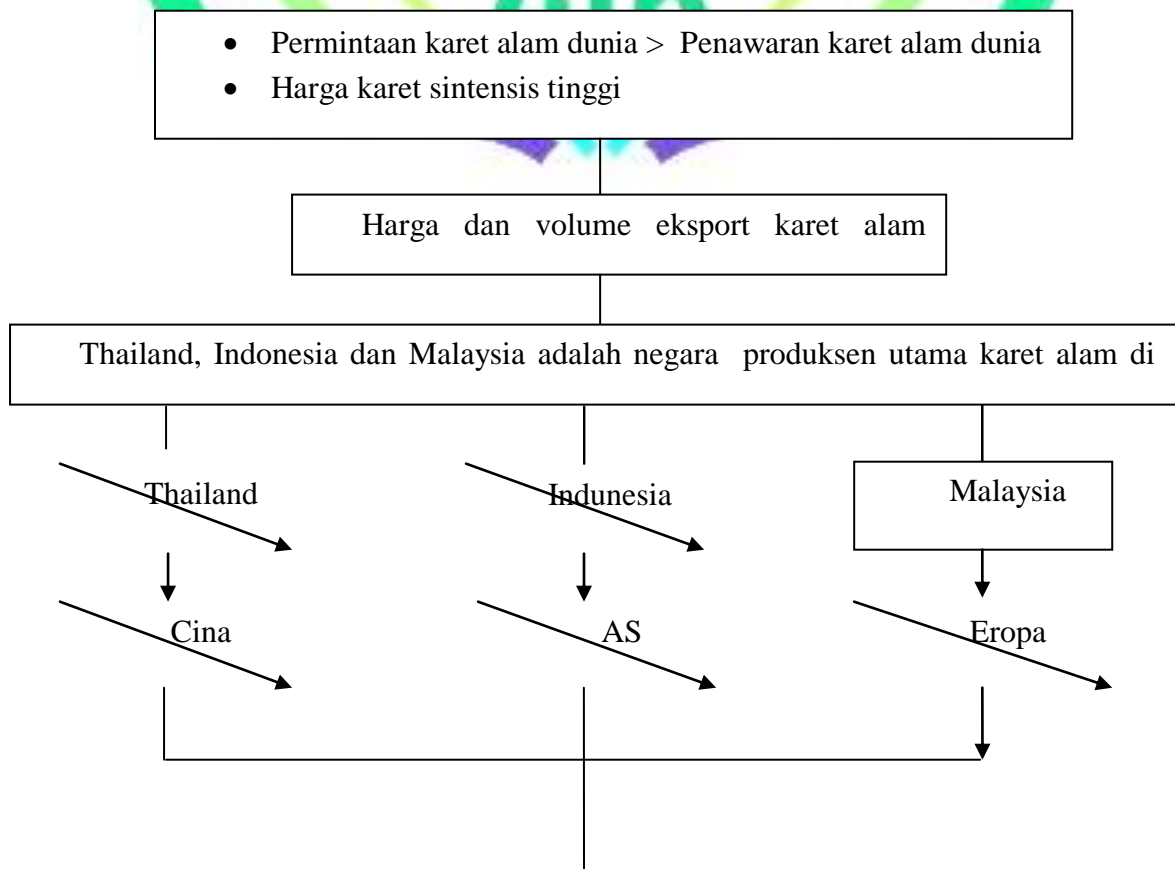 • Permintaan karet alam dunia > Penawaran karet alam dunia
• Harga karet sintensis tinggi
Harga dan volume eksport karet alam
Thailand, Indonesia dan Malaysia adalah negara produksen utama karet alam di
Thailand Indunesia Malaysia
Cina AS Eropa